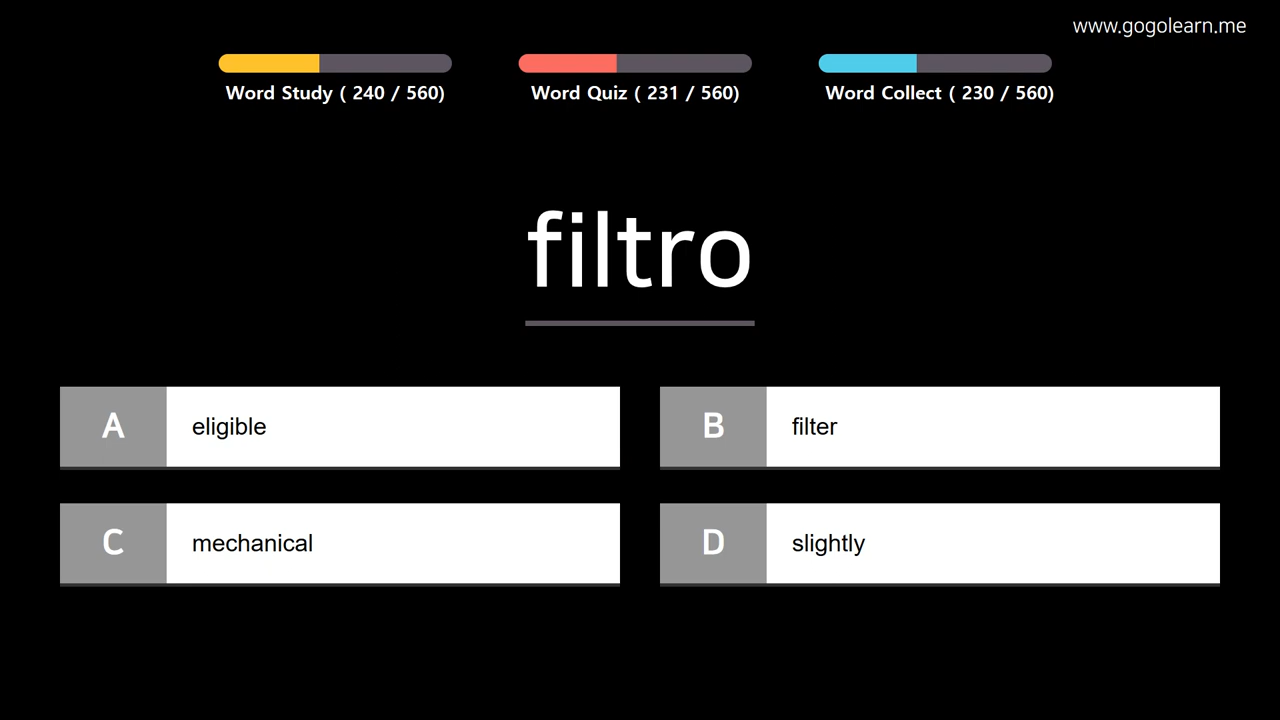 www.gogolearn.me
Word Study ( 240 / 560)
Word Quiz ( 231 / 560)
Word Collect ( 230 / 560)
filtro
A eligible
B filter
C mechanical
D slightly